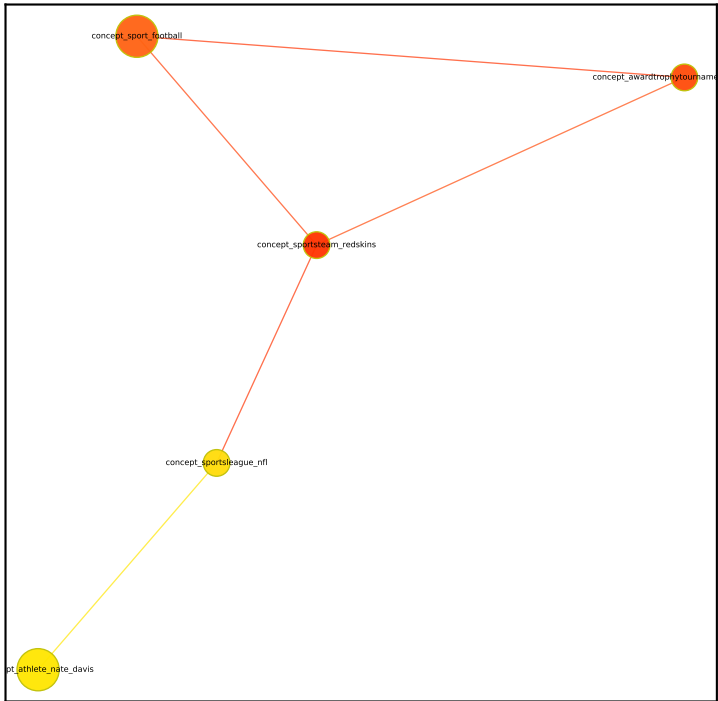 concept_sport_football
concept_awardtrophytourname
concept_sportsteam_redskins
concept_sportsleague_nfl
pt_athlete_nate_davis